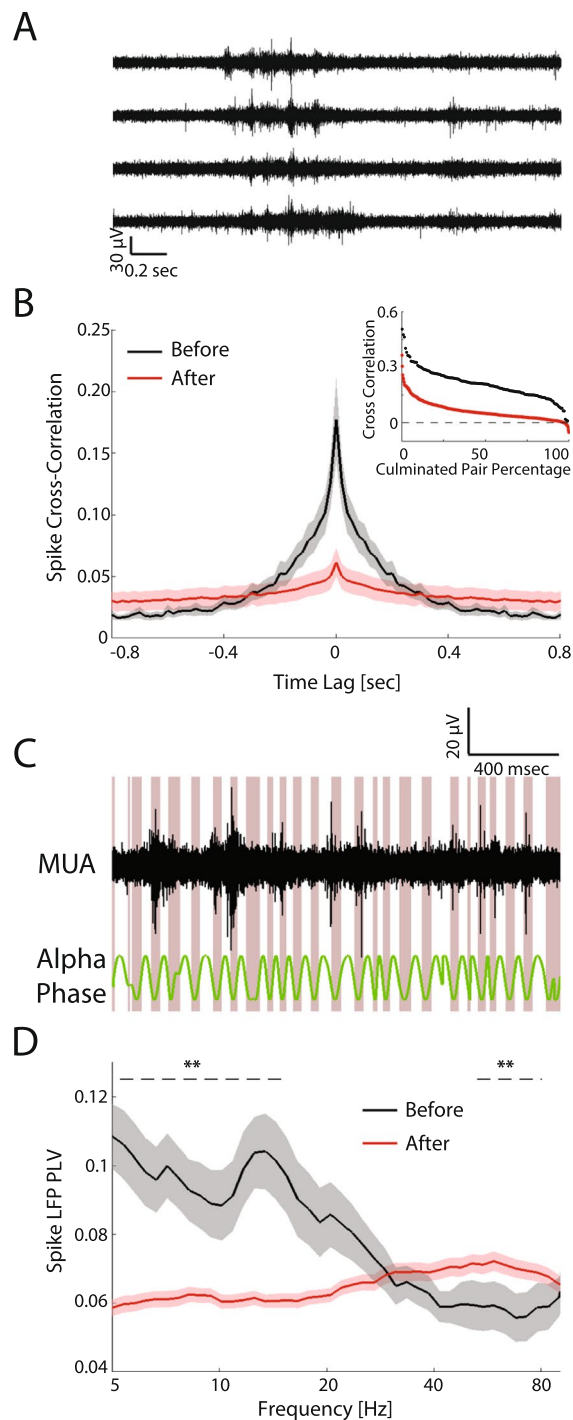 A
30 µV
0.2 sec
B
0.25
0.20
0.15
0.10
0.05
0
Spike Cross-Correlation
Before
After
-0.8
-0.4
0
0.4
0.8
Time Lag [sec]
0.6
0.3
0
Cross Correlation
0
50
100
Culminated Pair Percentage
20 µV
400 msec
C
MUA
Alpha
Phase
D
**
**
0.12
0.1
0.08
0.06
0.04
Spike LFP PLV
Before
After
5
10
20
40
80
Frequency [Hz]